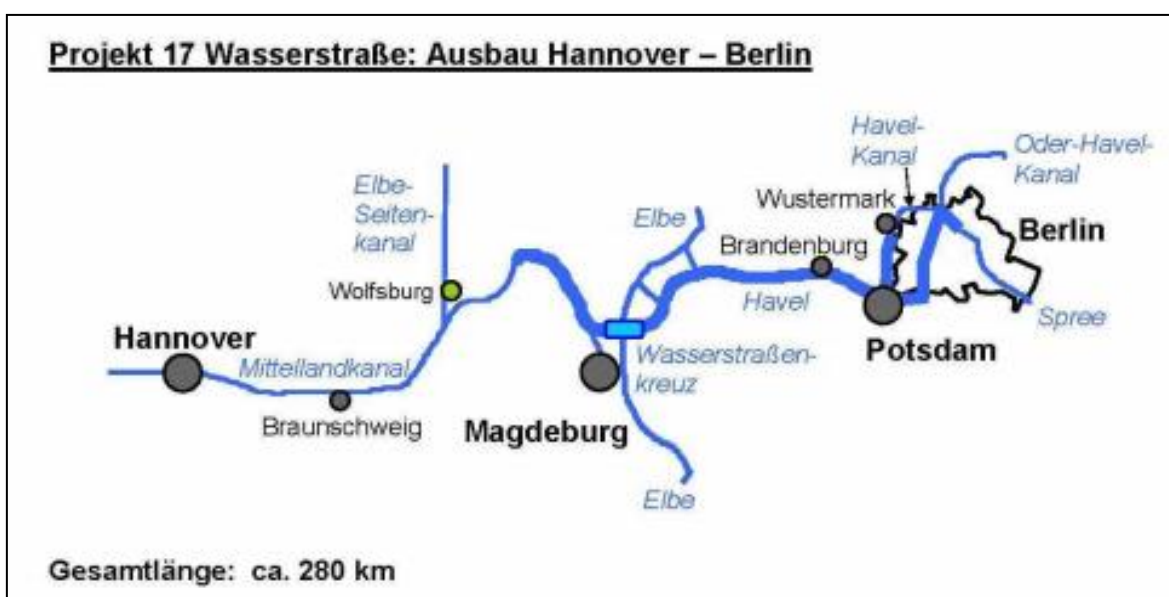 Projekt 17 Wasserstraße: Ausbau Hannover – Berlin
Havel-
Kanal
Oder-Havel-
Kanal
Elbe-
Seiten-
kanal
Wustermark
Elbe
Berlin
Brandenburg
Wolfsburg
Havel
Spree
Hannover
Potsdam
Mittellandkanal
Wasserstraßen-
kreuz
Braunschweig
Magdeburg
Elbe
Gesamtlänge: ca. 280 km